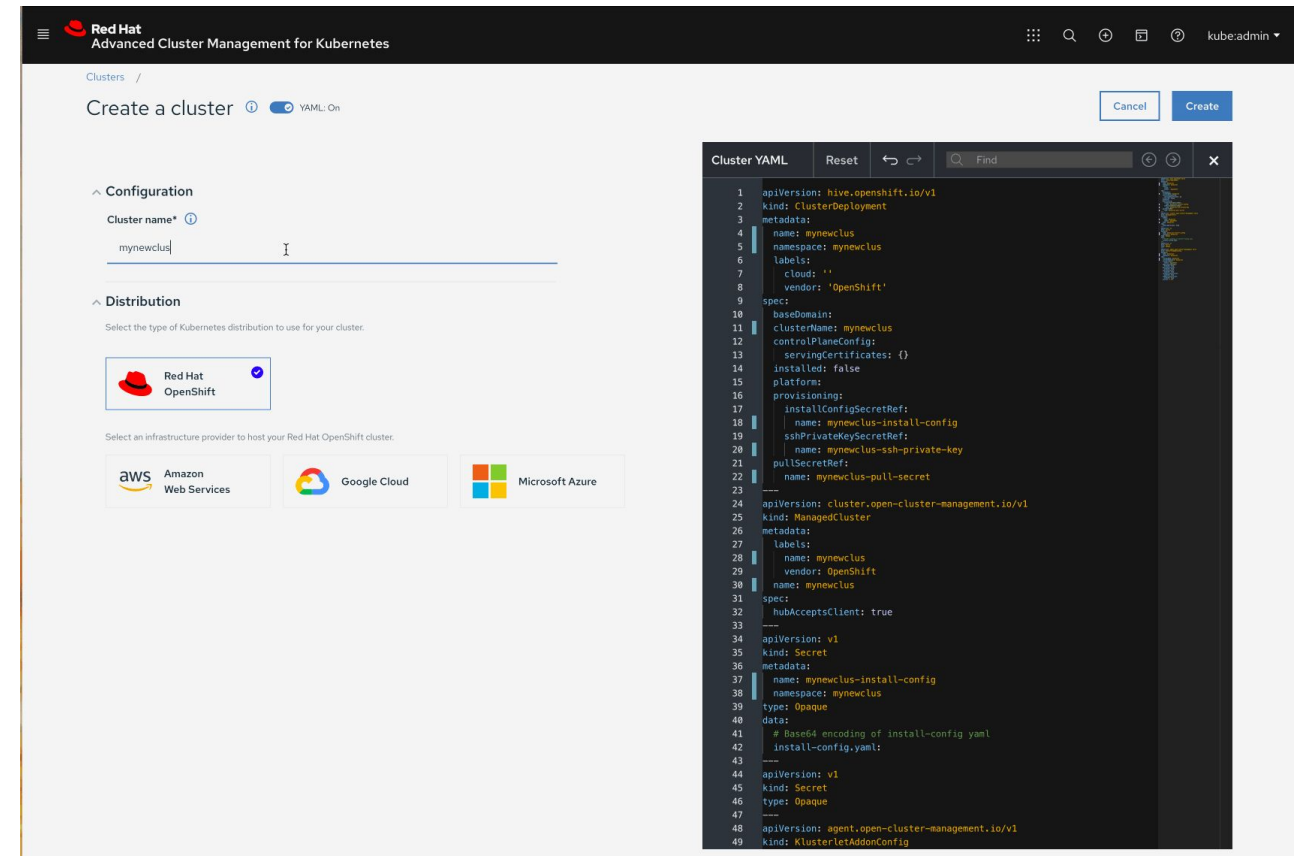 Red Hat
Advanced Cluster Management for Kubernetes
kube:admin
Clusters /
Create a cluster
YAML: On
Cancel
Create
Configuration
Cluster name*
mynewclus
Distribution
Select the type of Kubernetes distribution to use for your cluster.
Red Hat
OpenShift
Select an infrastructure provider to host your Red Hat OpenShift cluster.
aws Amazon
Web Services
Google Cloud
Microsoft Azure
Cluster YAML
Reset
Find
1 apiVersion: hive.openshift.io/v1
2 kind: ClusterDeployment
3 metadata:
4 name: mynewclus
5 namespace: mynewclus
6 labels:
7 cloud: ''
8 vendor: 'OpenShift'
9 spec:
10 baseDomain:
11 clusterName: mynewclus
12 controlPlaneConfig:
13 servingCertificates: {}
14 installed: false
15 platform:
16 provisioning:
17 installConfigSecretRef:
18 name: mynewclus-install-config
19 sshPrivateKeySecretRef:
20 name: mynewclus-ssh-private-key
21 pullSecretRef:
22 name: mynewclus-pull-secret
23 ---
24 apiVersion: cluster.open-cluster-management.io/v1
25 kind: ManagedCluster
26 metadata:
27 labels:
28 name: mynewclus
29 vendor: OpenShift
30 name: mynewclus
31 spec:
32 hubAcceptsClient: true
33 ---
34 apiVersion: v1
35 kind: Secret
36 metadata:
37 name: mynewclus-install-config
38 namespace: mynewclus
39 type: Opaque
40 data:
41 # Base64 encoding of install-config yaml
42 install-config.yaml:
43 ---
44 apiVersion: v1
45 kind: Secret
46 type: Opaque
47 ---
48 apiVersion: agent.open-cluster-management.io/v1
49 kind: KlusterletAddonConfig